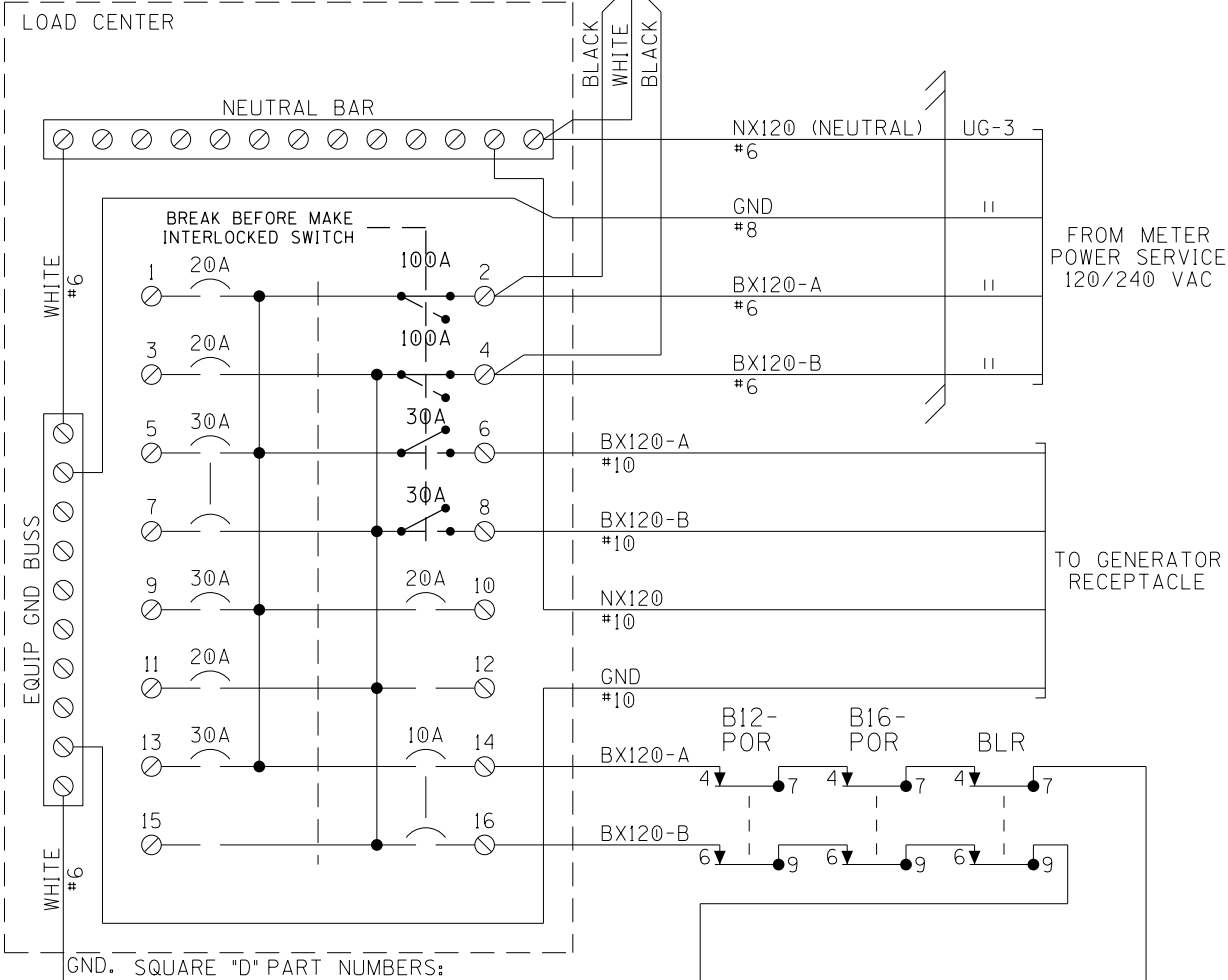 LOAD CENTER
BLACK
WHITE
BLACK
NEUTRAL BAR
NX120 (NEUTRAL)
#6
UG-3
GND
#8
"
FROM METER
POWER SERVICE
120/240 VAC
BREAK BEFORE MAKE
INTERLOCKED SWITCH
WHITE
#6
1
20A
100A
2
BX120-A
#6
"
3
20A
100A
4
BX120-B
#6
"
5
30A
30A
6
BX120-A
#10
7
30A
8
BX120-B
#10
TO GENERATOR
RECEPTACLE
EQUIP GND BUSS
9
30A
20A
10
NX120
#10
11
20A
12
GND
#10
B12-
POR
B16-
POR
BLR
13
30A
10A
14
BX120-A
4
7
4
7
4
7
15
16
BX120-B
6
9
6
9
6
9
WHITE
#6
GND.
SQUARE "D" PART NUMBERS: